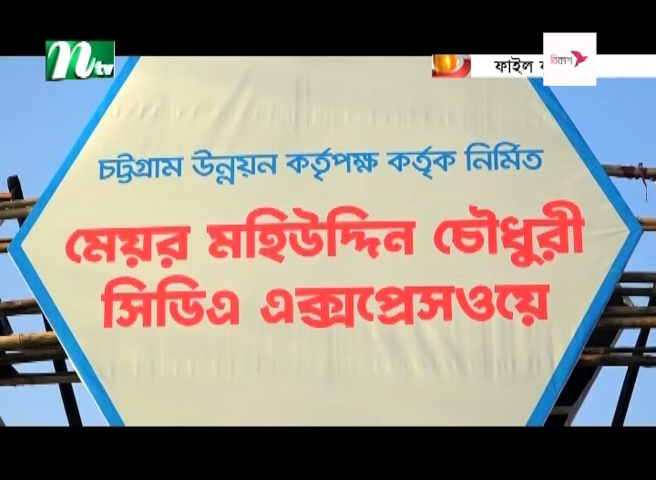 ntv
ফাইল
বিকাশ
চট্টগ্রাম উন্নয়ন কর্তৃপক্ষ কর্তৃক নির্মিত
মেয়র মহিউদ্দিন চৌধুরী
সিডিএ এক্সপ্রেসওয়ে